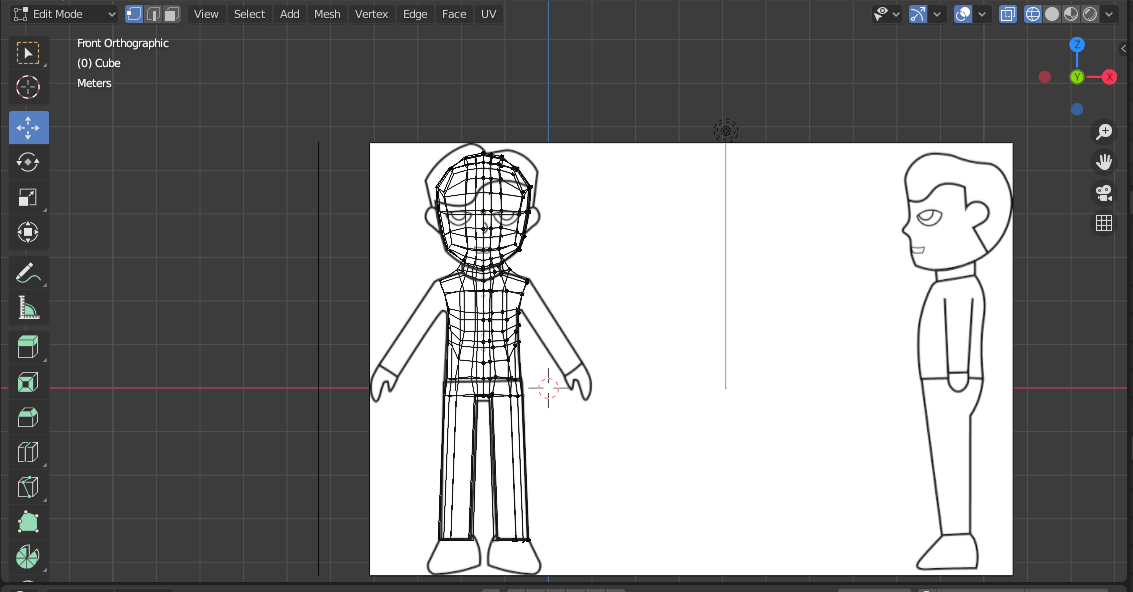 Edit Mode View Select Add Mesh Vertex Edge Face UV
Front Orthographic
(0) Cube
Meters
Z
Y
X